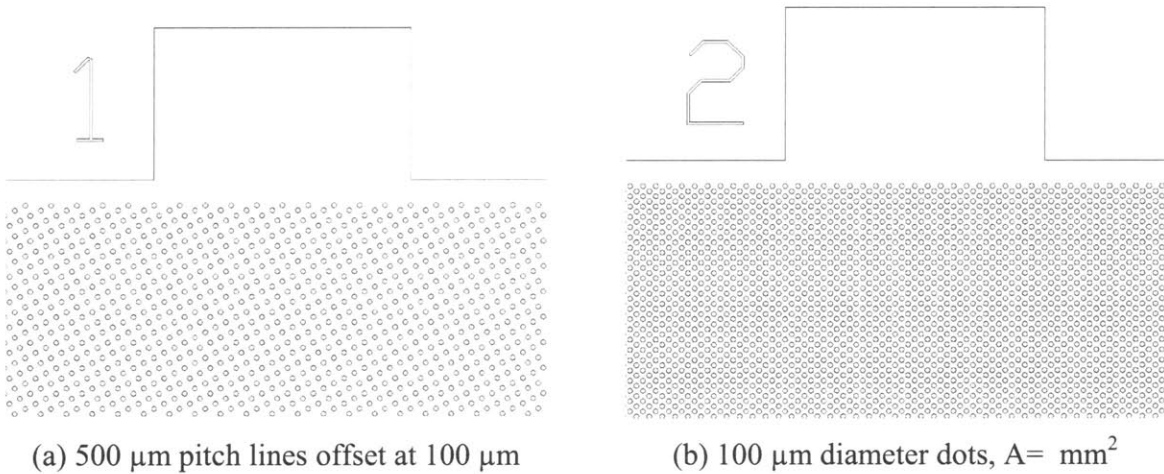 1
2
(a) 500 µm pitch lines offset at 100 µm
(b) 100 µm diameter dots, A= mm²